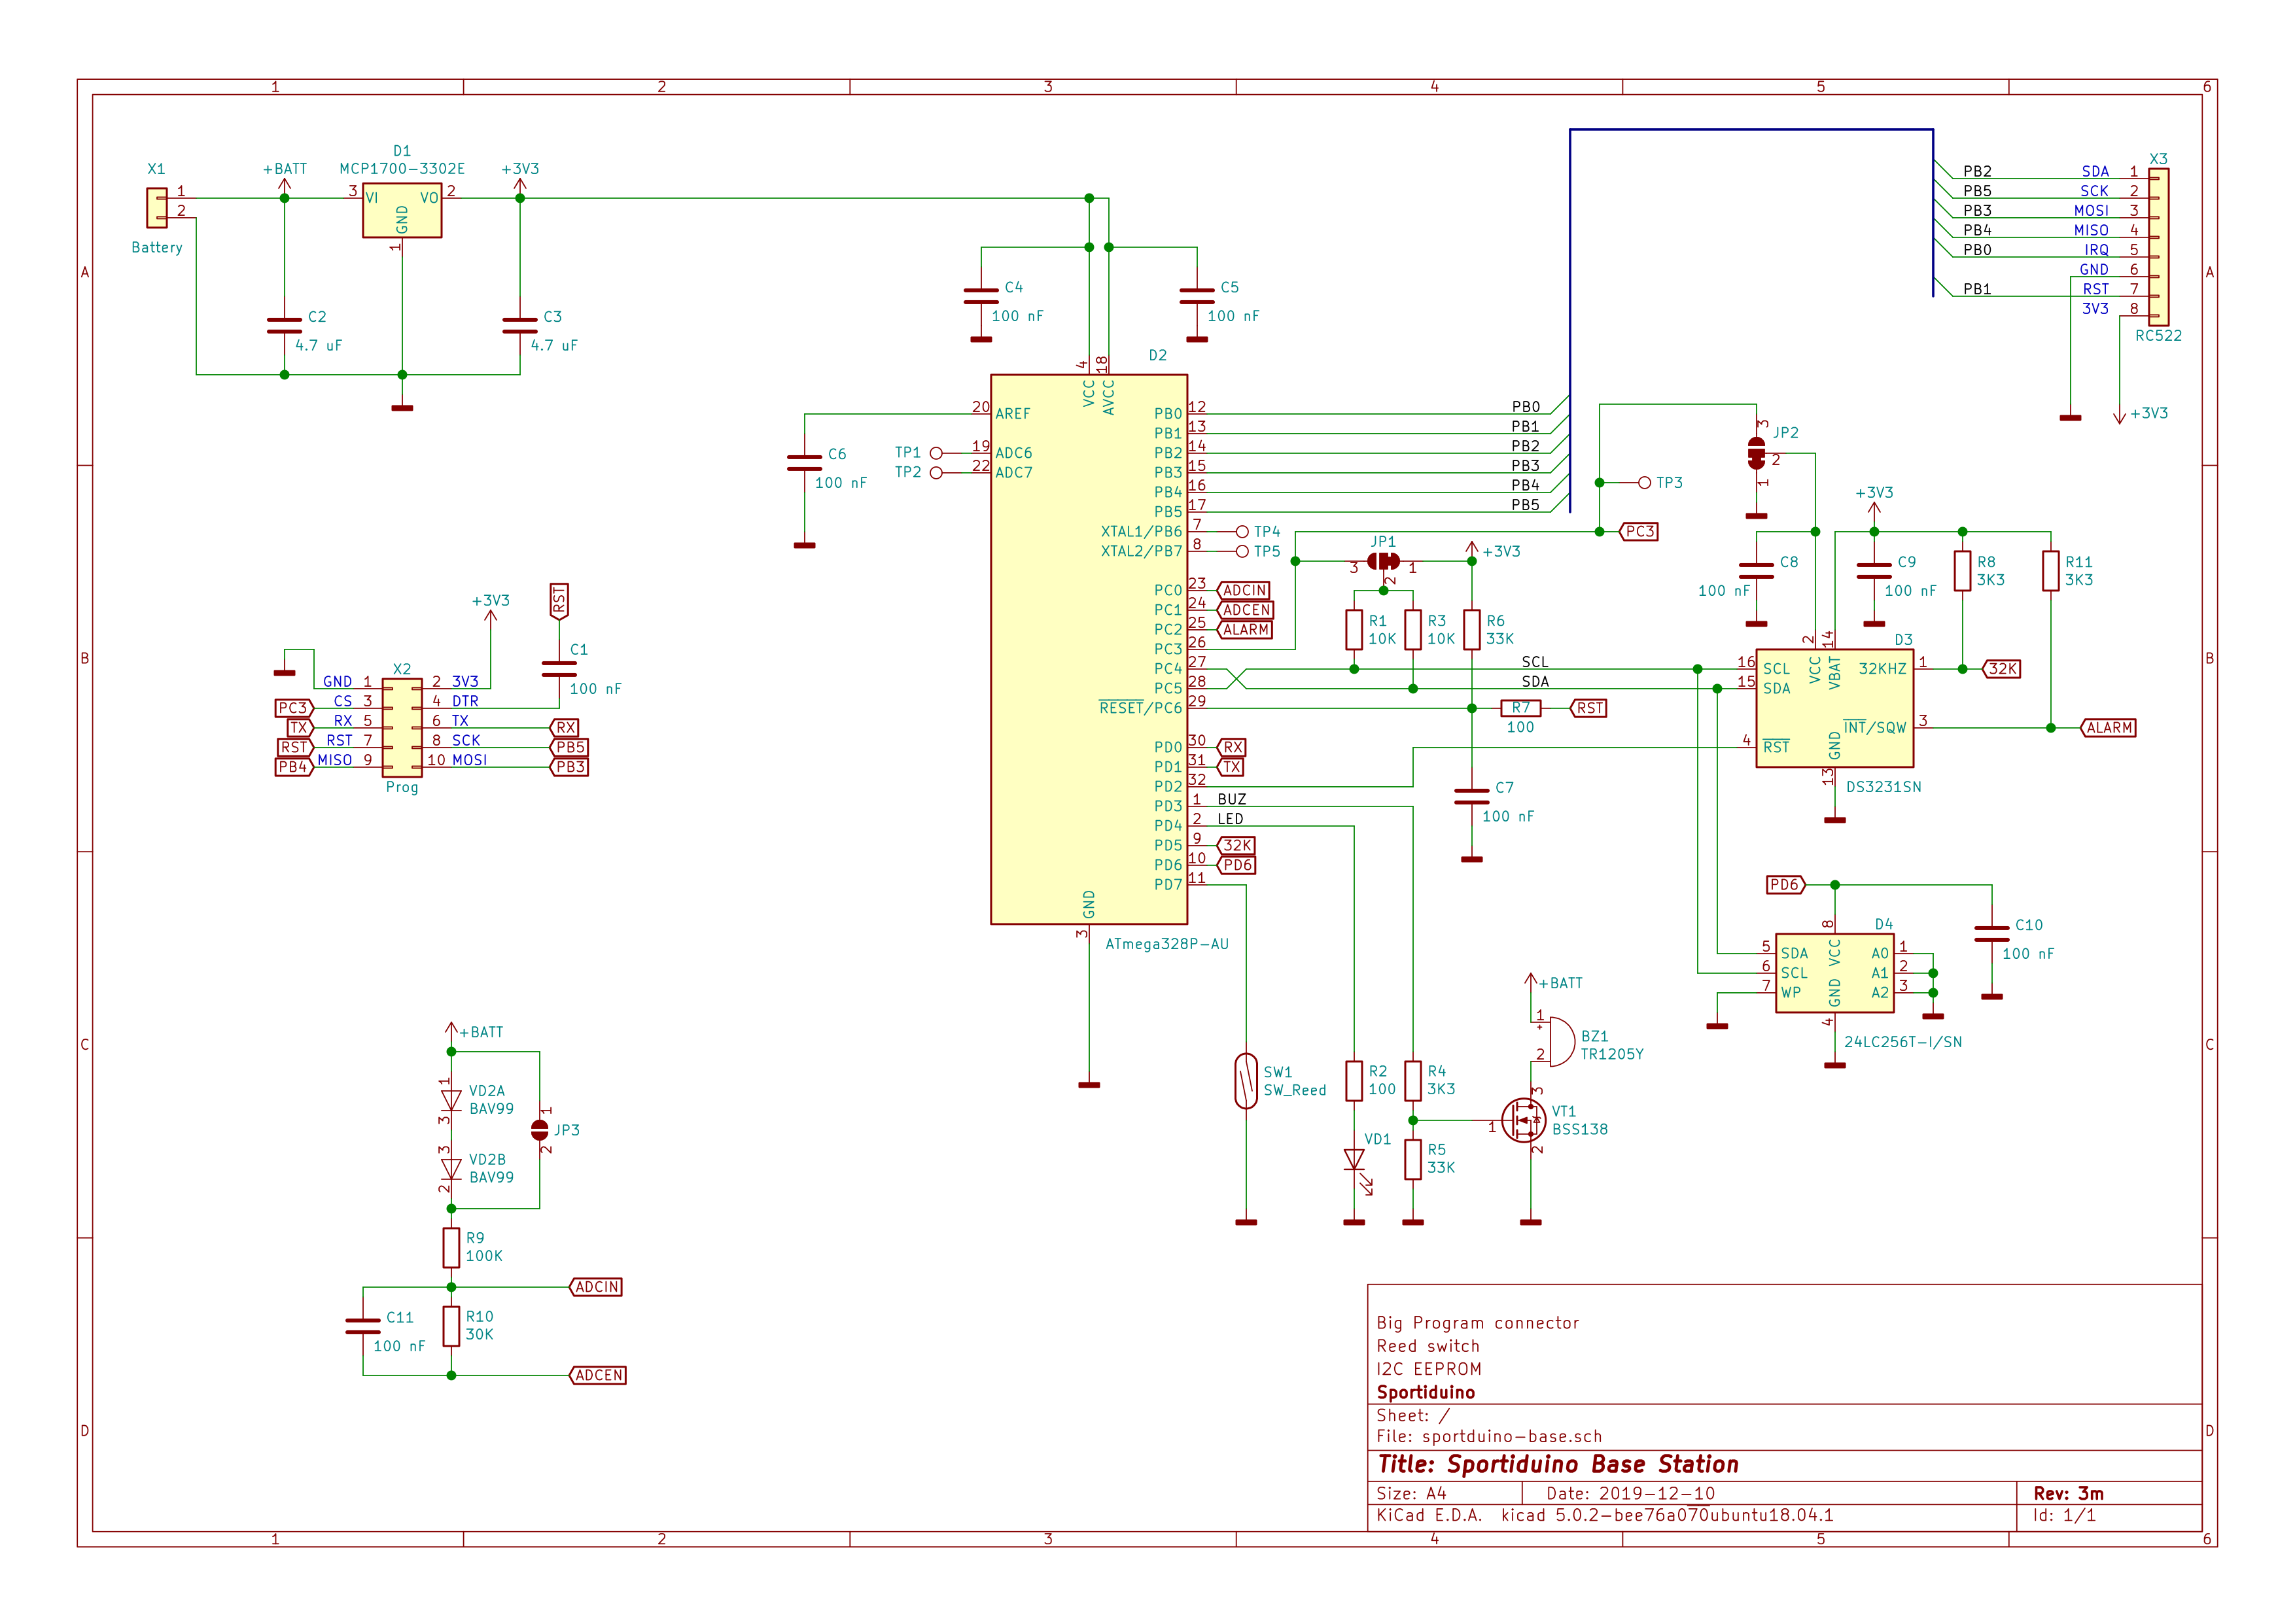 1 2 3 4 5 6
A
B
C
D
X1
1
2
Battery
+BATT
D1
MCP1700-3302E
3 VI VO 2
GND
1
+3V3
C2
4.7 uF
C3
4.7 uF
C4
100 nF
C5
100 nF
D2
4 18
VCC AVCC
20 AREF
19 ADC6
22 ADC7
TP1
TP2
C6
100 nF
PB0 12 PB0
PB1 13 PB1
PB2 14 PB2
PB3 15 PB3
PB4 16 PB4
PB5 17 PB5
XTAL1/PB6 7 TP4
XTAL2/PB7 8 TP5
PC0 23 ADCIN
PC1 24 ADCEN
PC2 25 ALARM
PC3 26
PC4 27 SCL
PC5 28 SDA
RESET/PC6 29
PD0 30 RX
PD1 31 TX
PD2 32
PD3 1 BUZ
PD4 2 LED
PD5 9 32K
PD6 10 PD6
PD7 11
GND
3
ATmega328P-AU
X3
PB2 SDA 1
PB5 SCK 2
PB3 MOSI 3
PB4 MISO 4
PB0 IRQ 5
GND 6
PB1 RST 7
3V3 8
RC522
+3V3
3
JP2
2
1
TP3
PC3
JP1
3 1
2
+3V3
R1
10K
R3
10K
R6
33K
R7
100
RST
C7
100 nF
C8
100 nF
+3V3
C9
100 nF
R8
3K3
R11
3K3
2 14
D3
16 SCL VCC VBAT 32KHZ 1 32K
15 SDA
INT/SQW 3 ALARM
4 RST
GND
13
DS3231SN
PD6
8
D4
5 SDA VCC A0 1
6 SCL A1 2
7 WP GND A2 3
4
24LC256T-I/SN
C10
100 nF
+3V3
RST
C1
100 nF
X2
GND 1 2 3V3
PC3 CS 3 4 DTR
TX RX 5 6 TX RX
RST RST 7 8 SCK PB5
PB4 MISO 9 10 MOSI PB3
Prog
+BATT
1
VD2A
BAV99
3
3
VD2B
BAV99
2
1
JP3
2
R9
100K
ADCIN
C11
100 nF
R10
30K
ADCEN
SW1
SW_Reed
R2
100
VD1
R4
3K3
R5
33K
+BATT
1
+
2
BZ1
TR1205Y
3
VT1
BSS138
1
2
Big Program connector
Reed switch
I2C EEPROM
Sportiduino
Sheet: /
File: sportduino-base.sch
Title: Sportiduino Base Station
Size: A4 Date: 2019-12-10 Rev: 3m
KiCad E.D.A. kicad 5.0.2-bee76a070ubuntu18.04.1 Id: 1/1
A
B
C
D
1 2 3 4 5 6